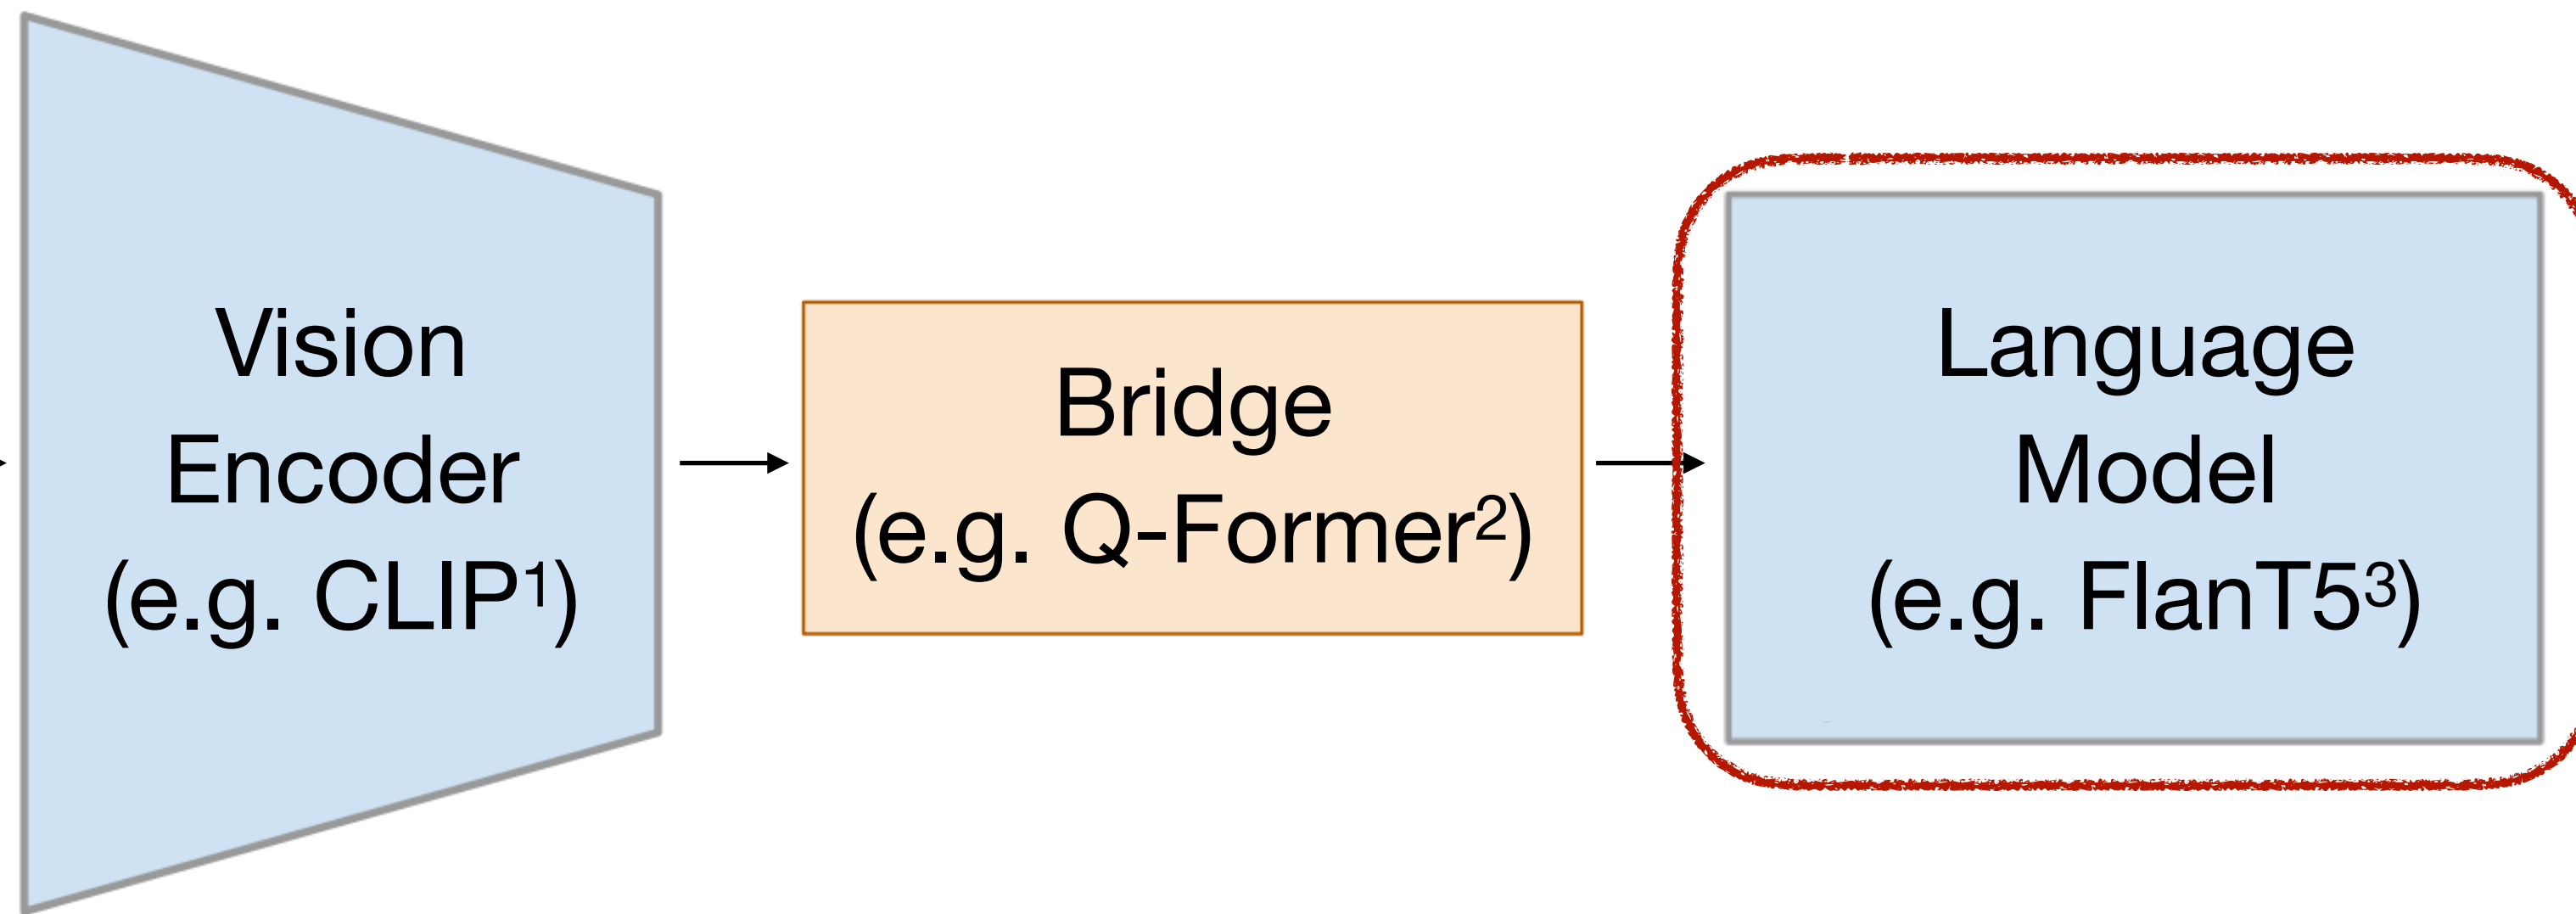 Vision
Encoder
(e.g. CLIP¹)
Bridge
(e.g. Q-Former²)
Language
Model
(e.g. FlanT5³)